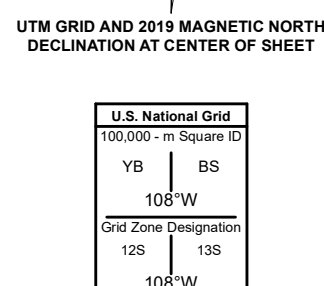 UTM GRID AND 2019 MAGNETIC NORTH
DECLINATION AT CENTER OF SHEET
U.S. National Grid
100,000 - m Square ID
YB BS
108°W
Grid Zone Designation
12S 13S
108°W